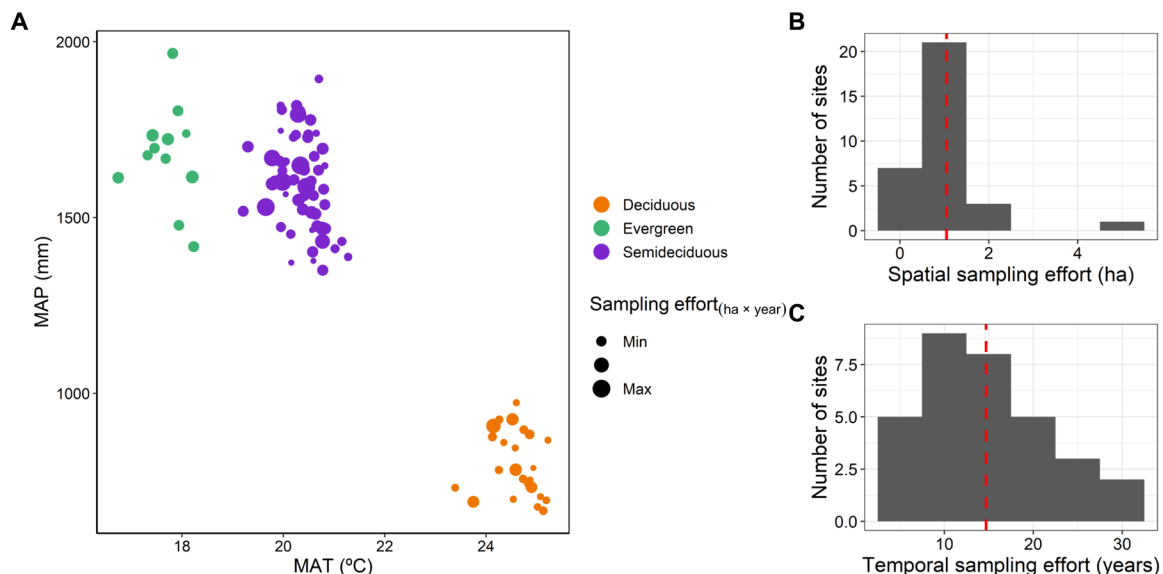 A
2000
1500
1000
MAP (mm)
18
20
22
24
MAT (ºC)
Deciduous
Evergreen
Semideciduous
Sampling effort(ha × year)
Min
Max
B
20
15
10
5
0
Number of sites
0
2
4
Spatial sampling effort (ha)
C
7.5
5.0
2.5
0.0
Number of sites
10
20
30
Temporal sampling effort (years)